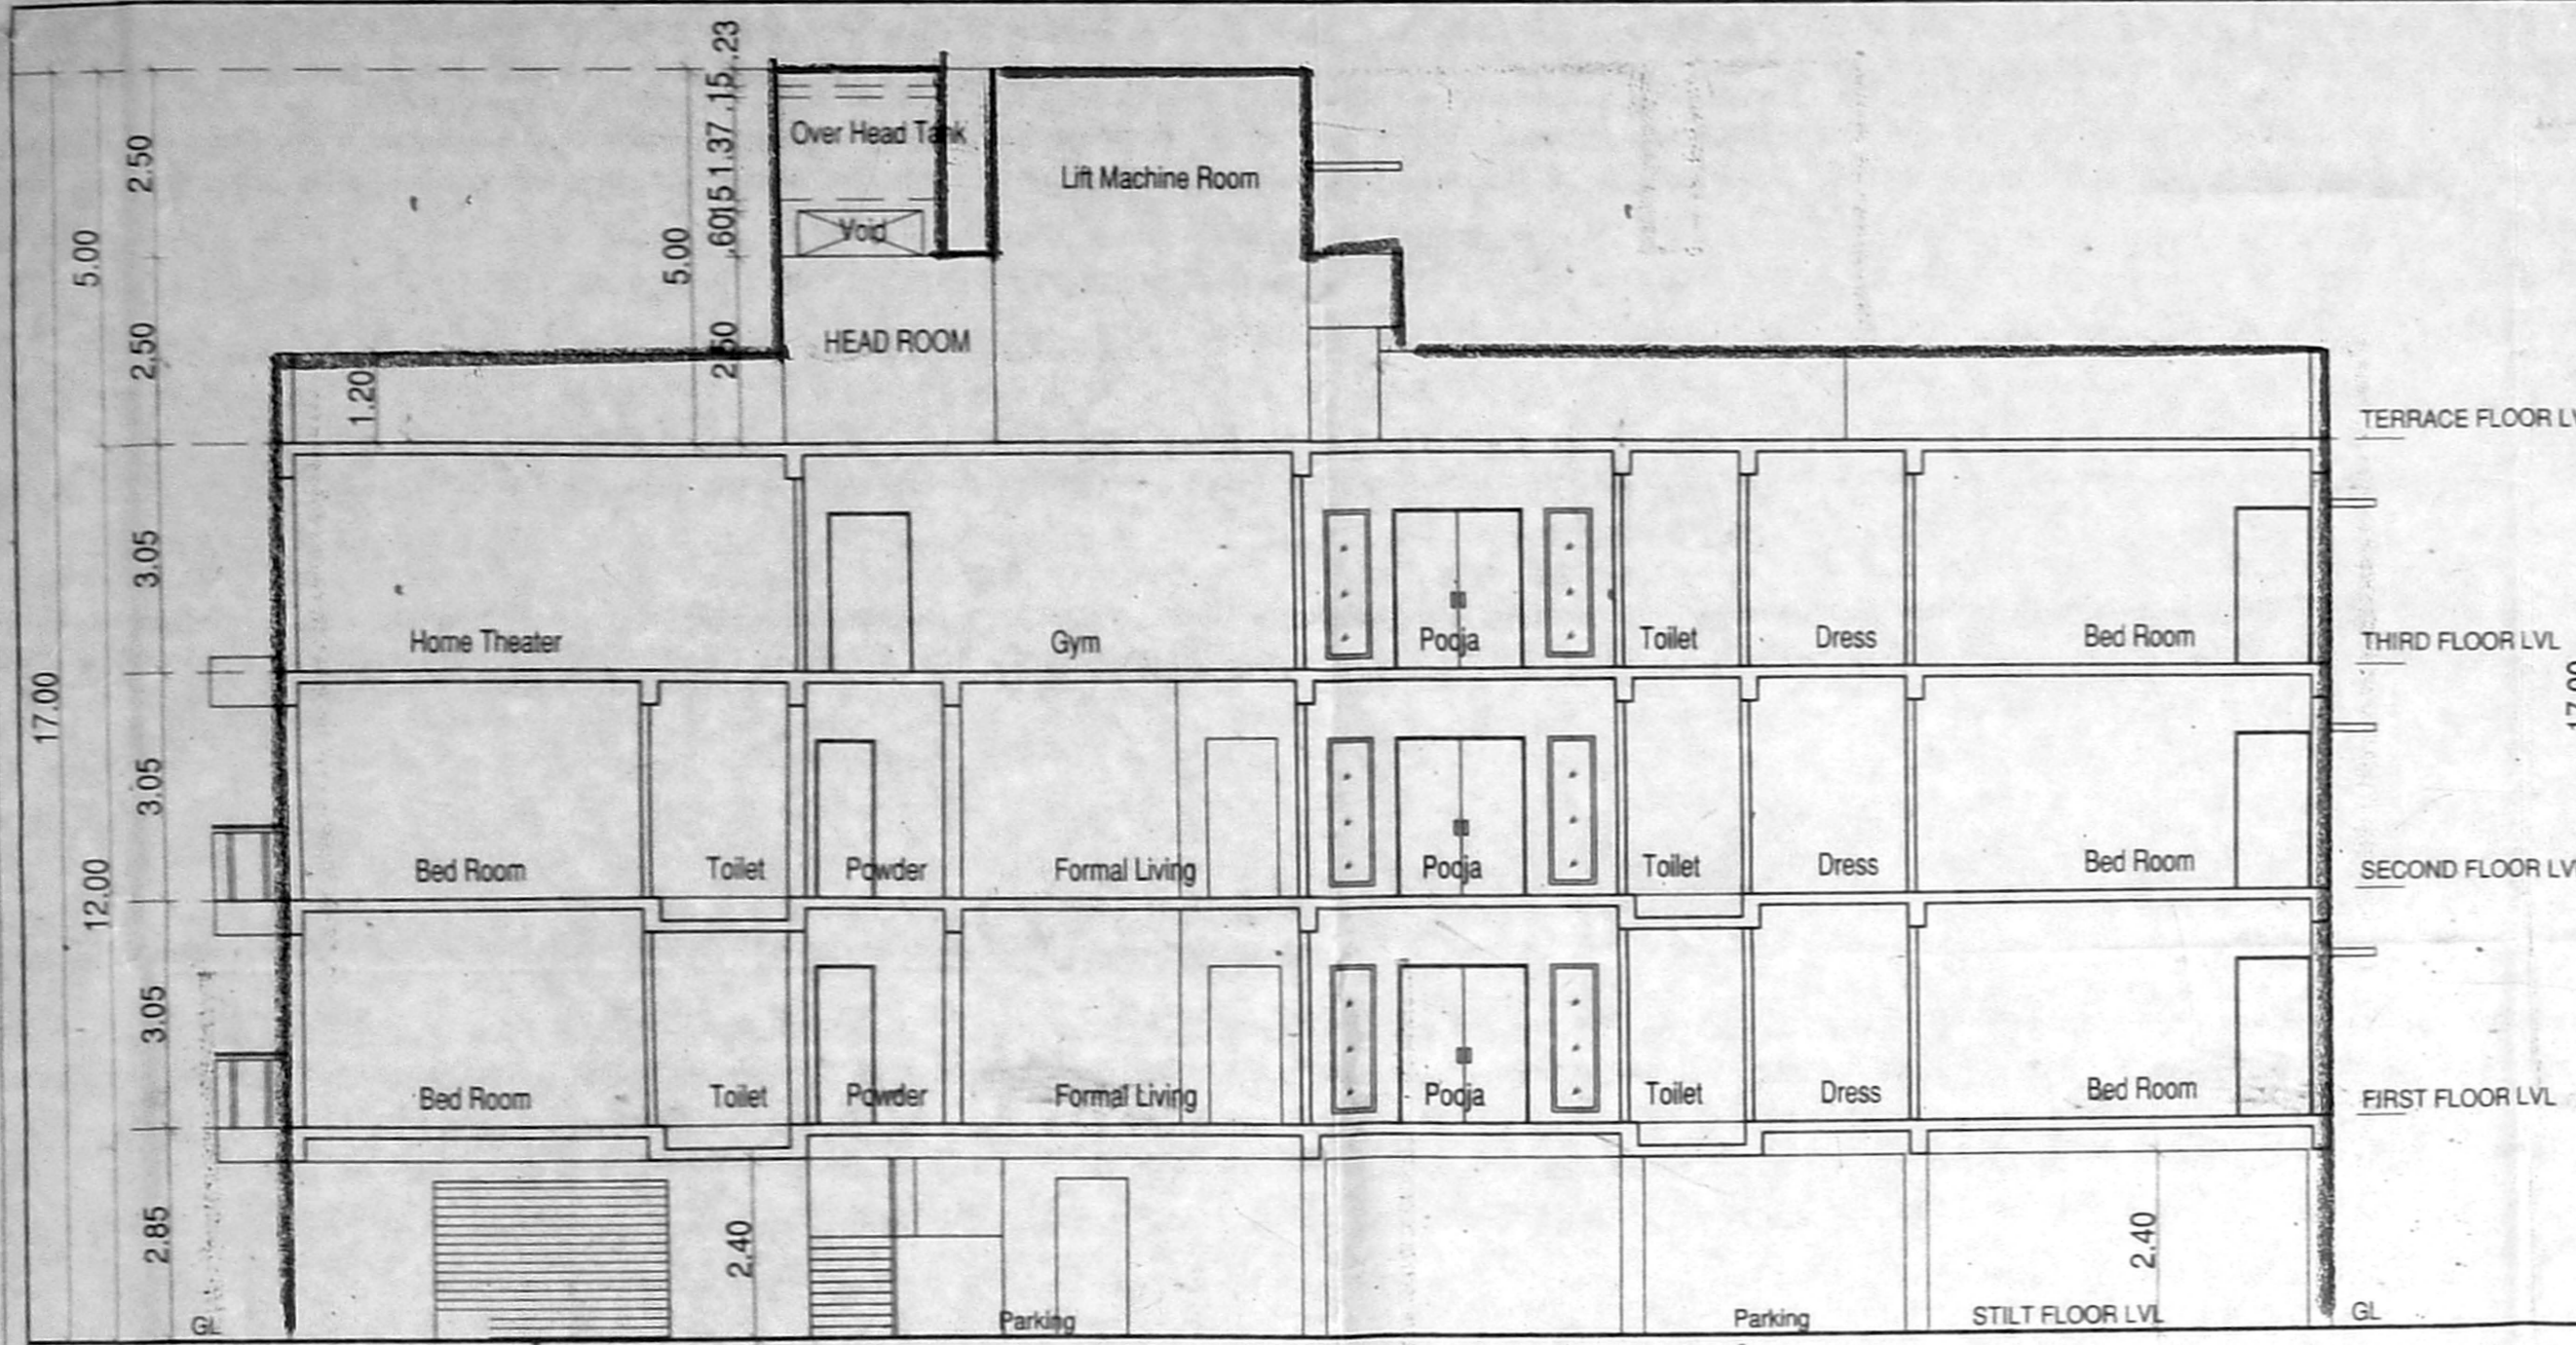 .23
.15
1.37
.15
.60
2.50
5.00
2.50
5.00
2.50
1.20
Over Head Tank
Lift Machine Room
Void
HEAD ROOM
TERRACE FLOOR
3.05
Home Theater
Gym
Pooja
Toilet
Dress
Bed Room
THIRD FLOOR LVL
17.00
17.00
3.05
12.00
Bed Room
Toilet
Powder
Formal Living
Pooja
Toilet
Dress
Bed Room
SECOND FLOOR
3.05
Bed Room
Toilet
Powder
Formal Living
Pooja
Toilet
Dress
Bed Room
FIRST FLOOR LVL
2.85
2.40
2.40
GL
Parking
Parking
STILT FLOOR LVL
GL